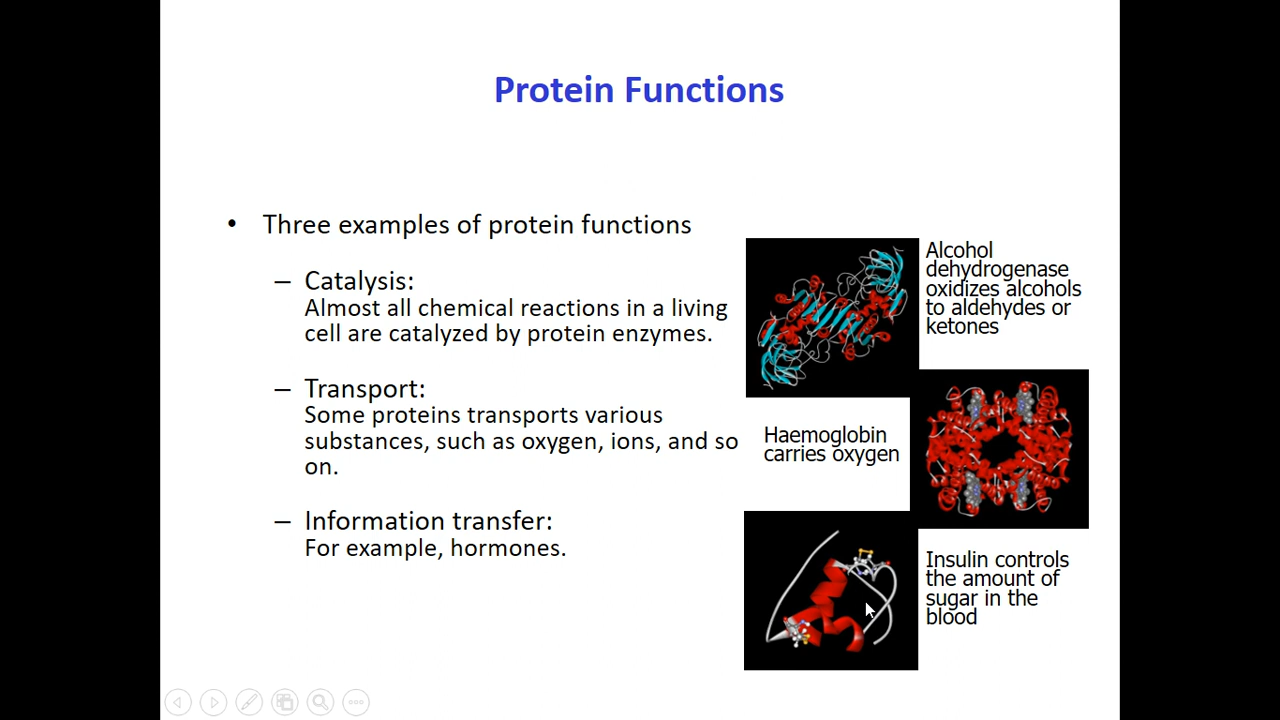 Protein Functions
• Three examples of protein functions
– Catalysis:
Almost all chemical reactions in a living
cell are catalyzed by protein enzymes.
– Transport:
Some proteins transports various
substances, such as oxygen, ions, and so
on.
– Information transfer:
For example, hormones.
Alcohol
dehydrogenase
oxidizes alcohols
to aldehydes or
ketones
Haemoglobin
carries oxygen
Insulin controls
the amount of
sugar in the
blood